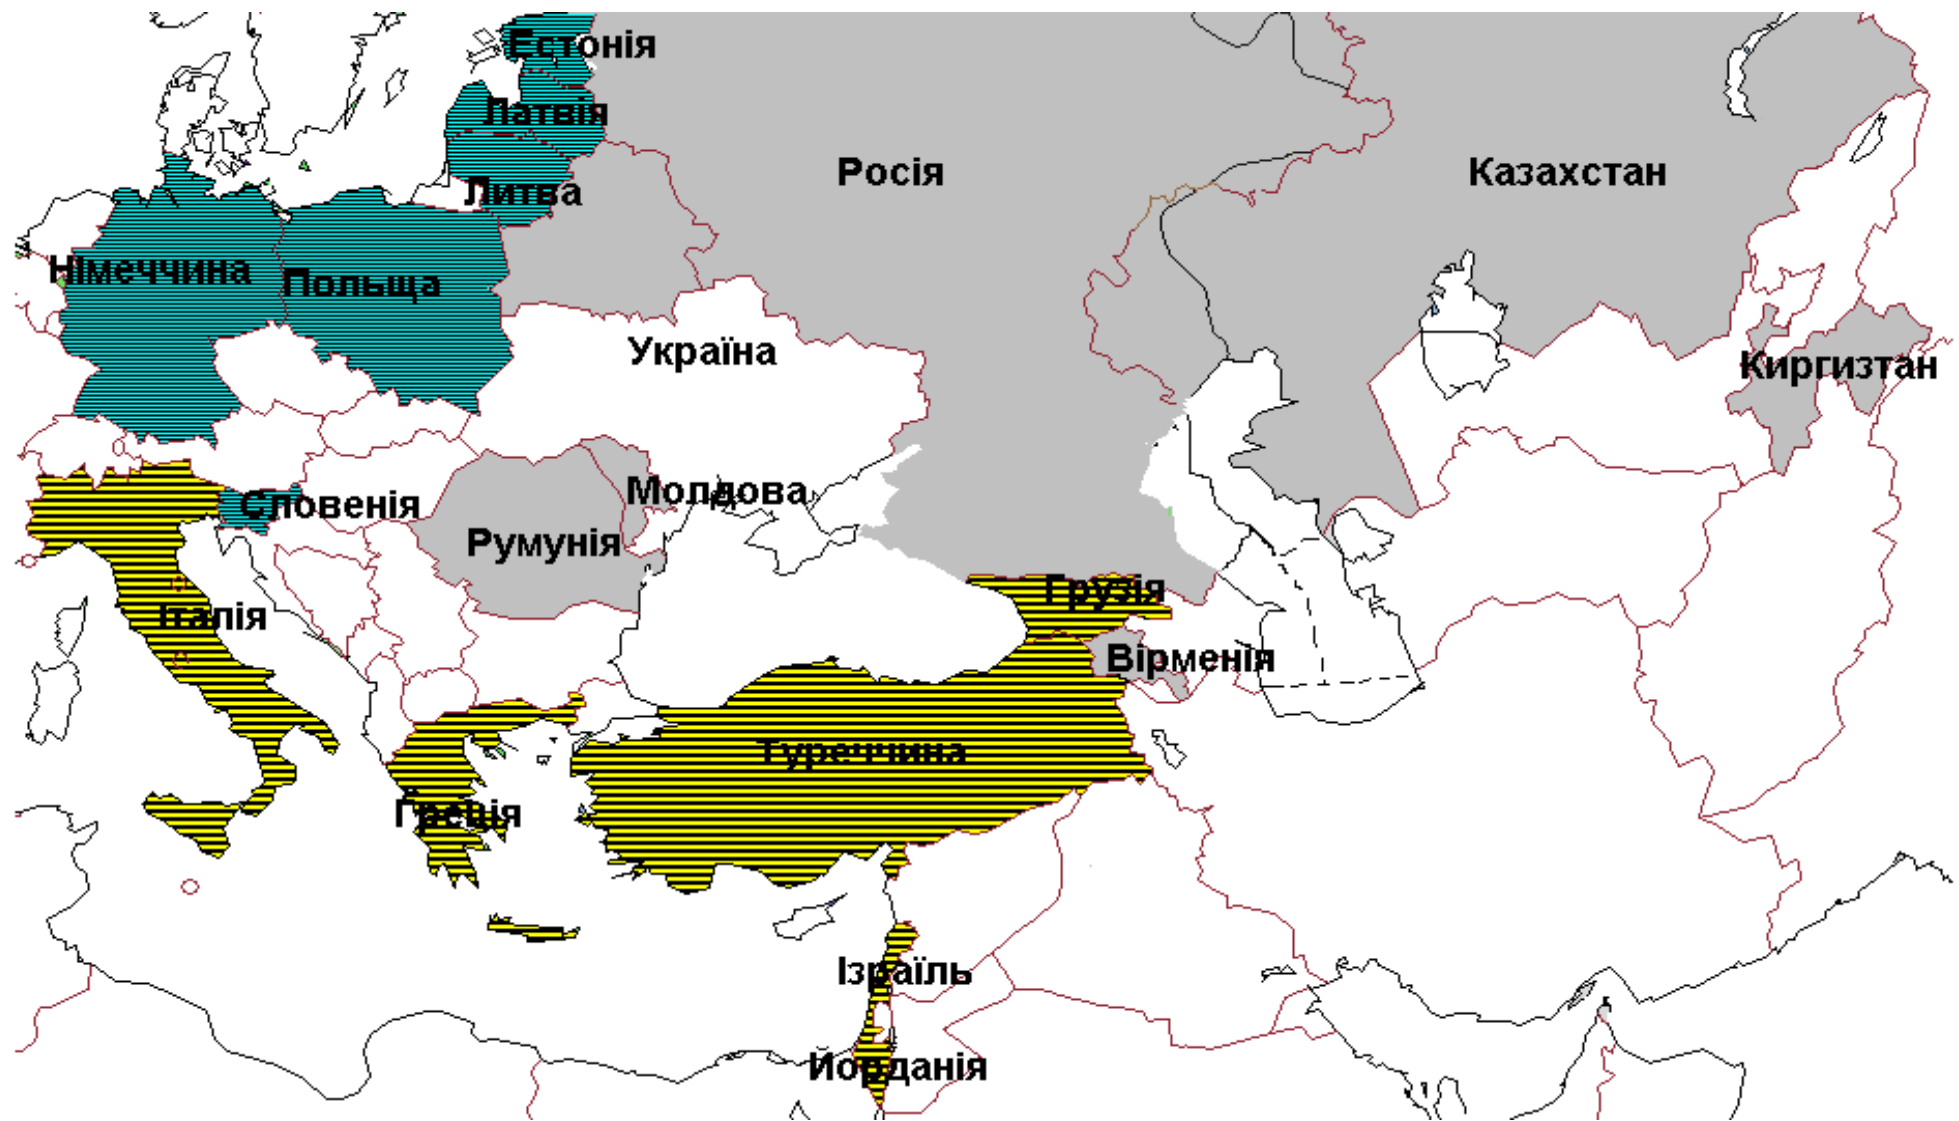 Естонія
Латвія
Литва
Росія
Казахстан
Німеччина
Польща
Україна
Киргизтан
Словенія
Молдова
Румунія
Італія
Грузія
Вірменія
Туреччина
Греція
Ізраїль
Йорданія